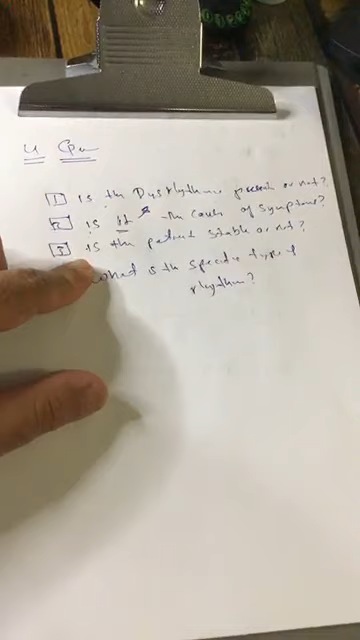 4 Qu
1 Is the Dysrhythmia present or not?
2 is it the cause of symptoms?
3 is the patient stable or not?
What is the specific type of
rhythm?